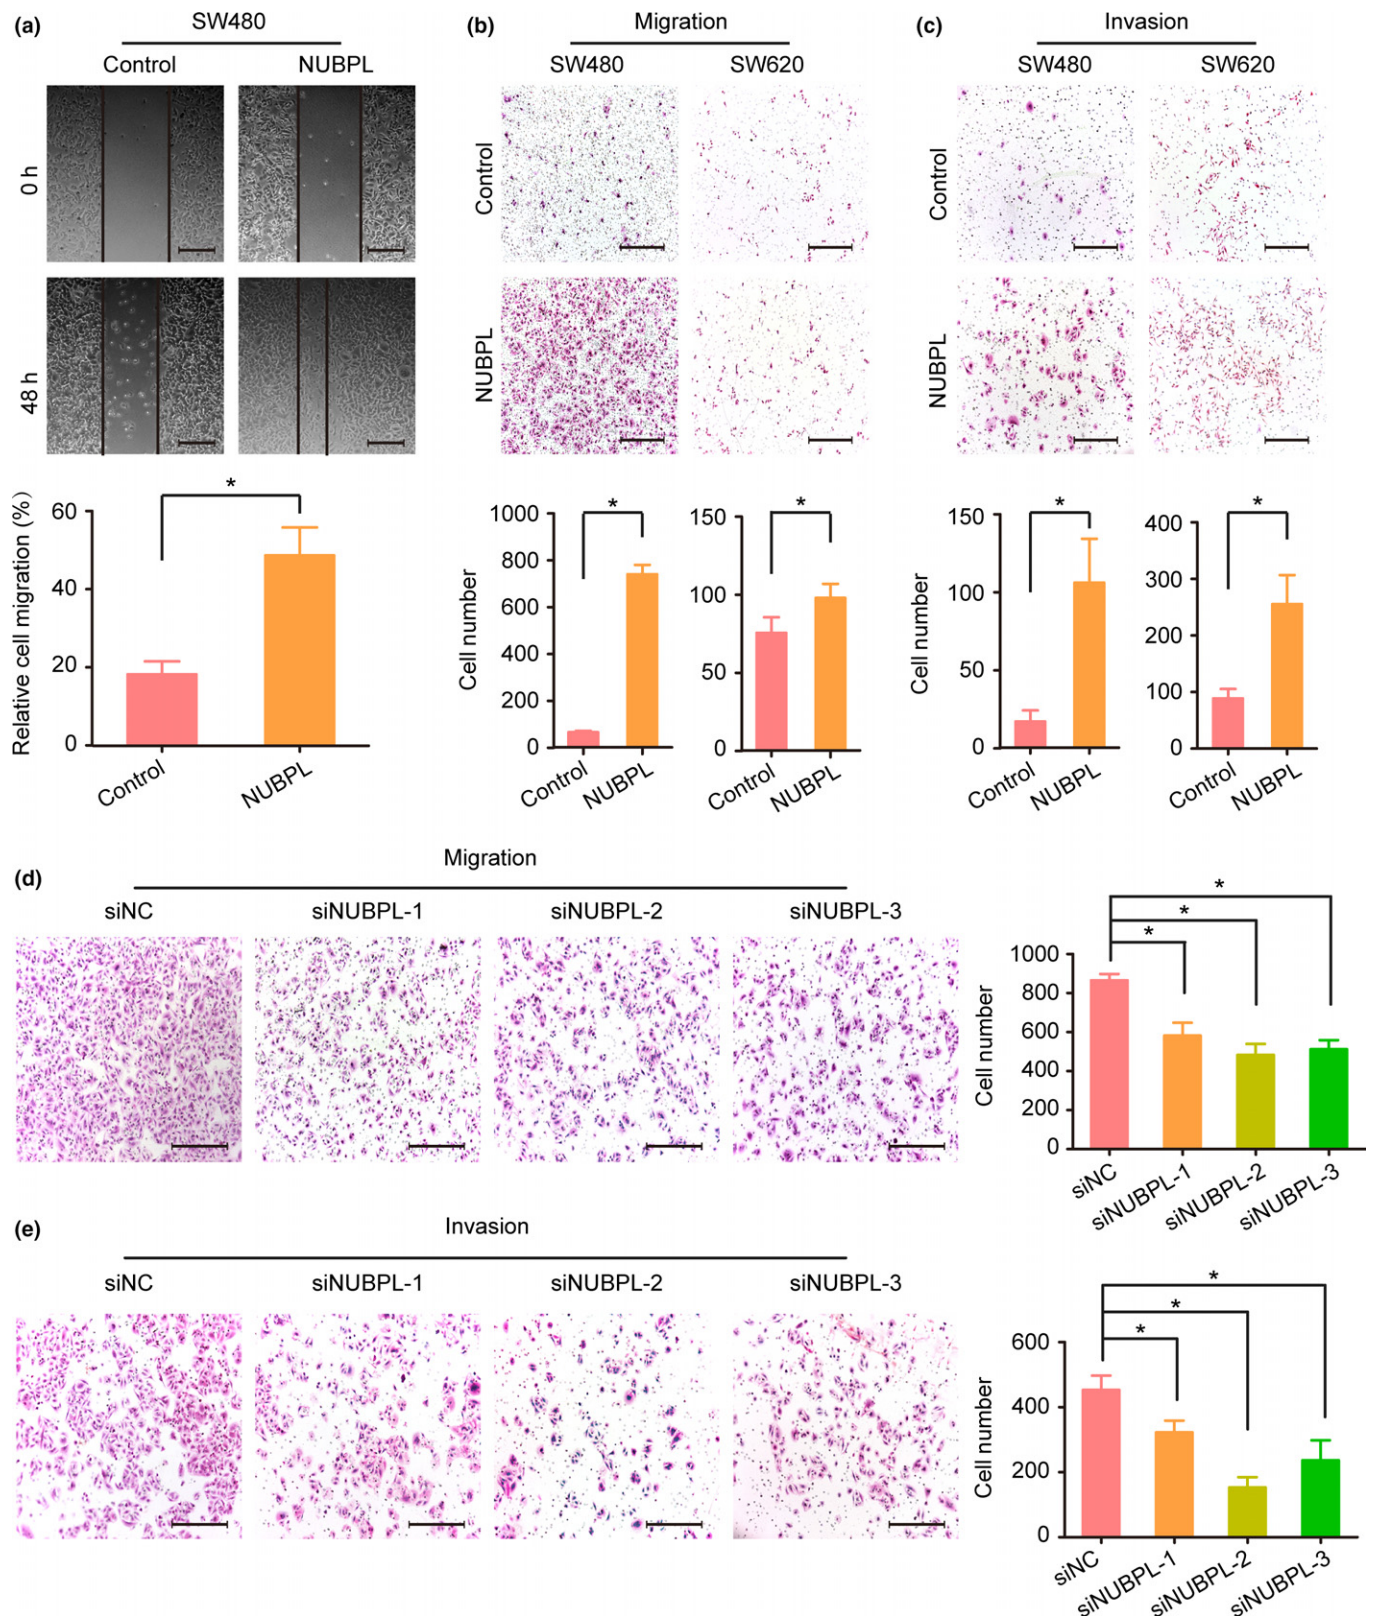 (a)
SW480
Control NUBPL
0 h
48 h
Relative cell migration (%)
60
40
20
0
*
Control NUBPL
(b)
Migration
SW480 SW620
Control
NUBPL
Cell number
1000
800
600
400
200
0
*
Control NUBPL
150
100
50
0
*
Control NUBPL
(c)
Invasion
SW480 SW620
Control
NUBPL
Cell number
150
100
50
0
*
Control NUBPL
400
300
200
100
0
*
Control NUBPL
(d)
Migration
siNC siNUBPL-1 siNUBPL-2 siNUBPL-3
Cell number
1000
800
600
400
200
0
*
*
*
siNC siNUBPL-1 siNUBPL-2 siNUBPL-3
(e)
Invasion
siNC siNUBPL-1 siNUBPL-2 siNUBPL-3
Cell number
600
400
200
0
*
*
*
siNC siNUBPL-1 siNUBPL-2 siNUBPL-3